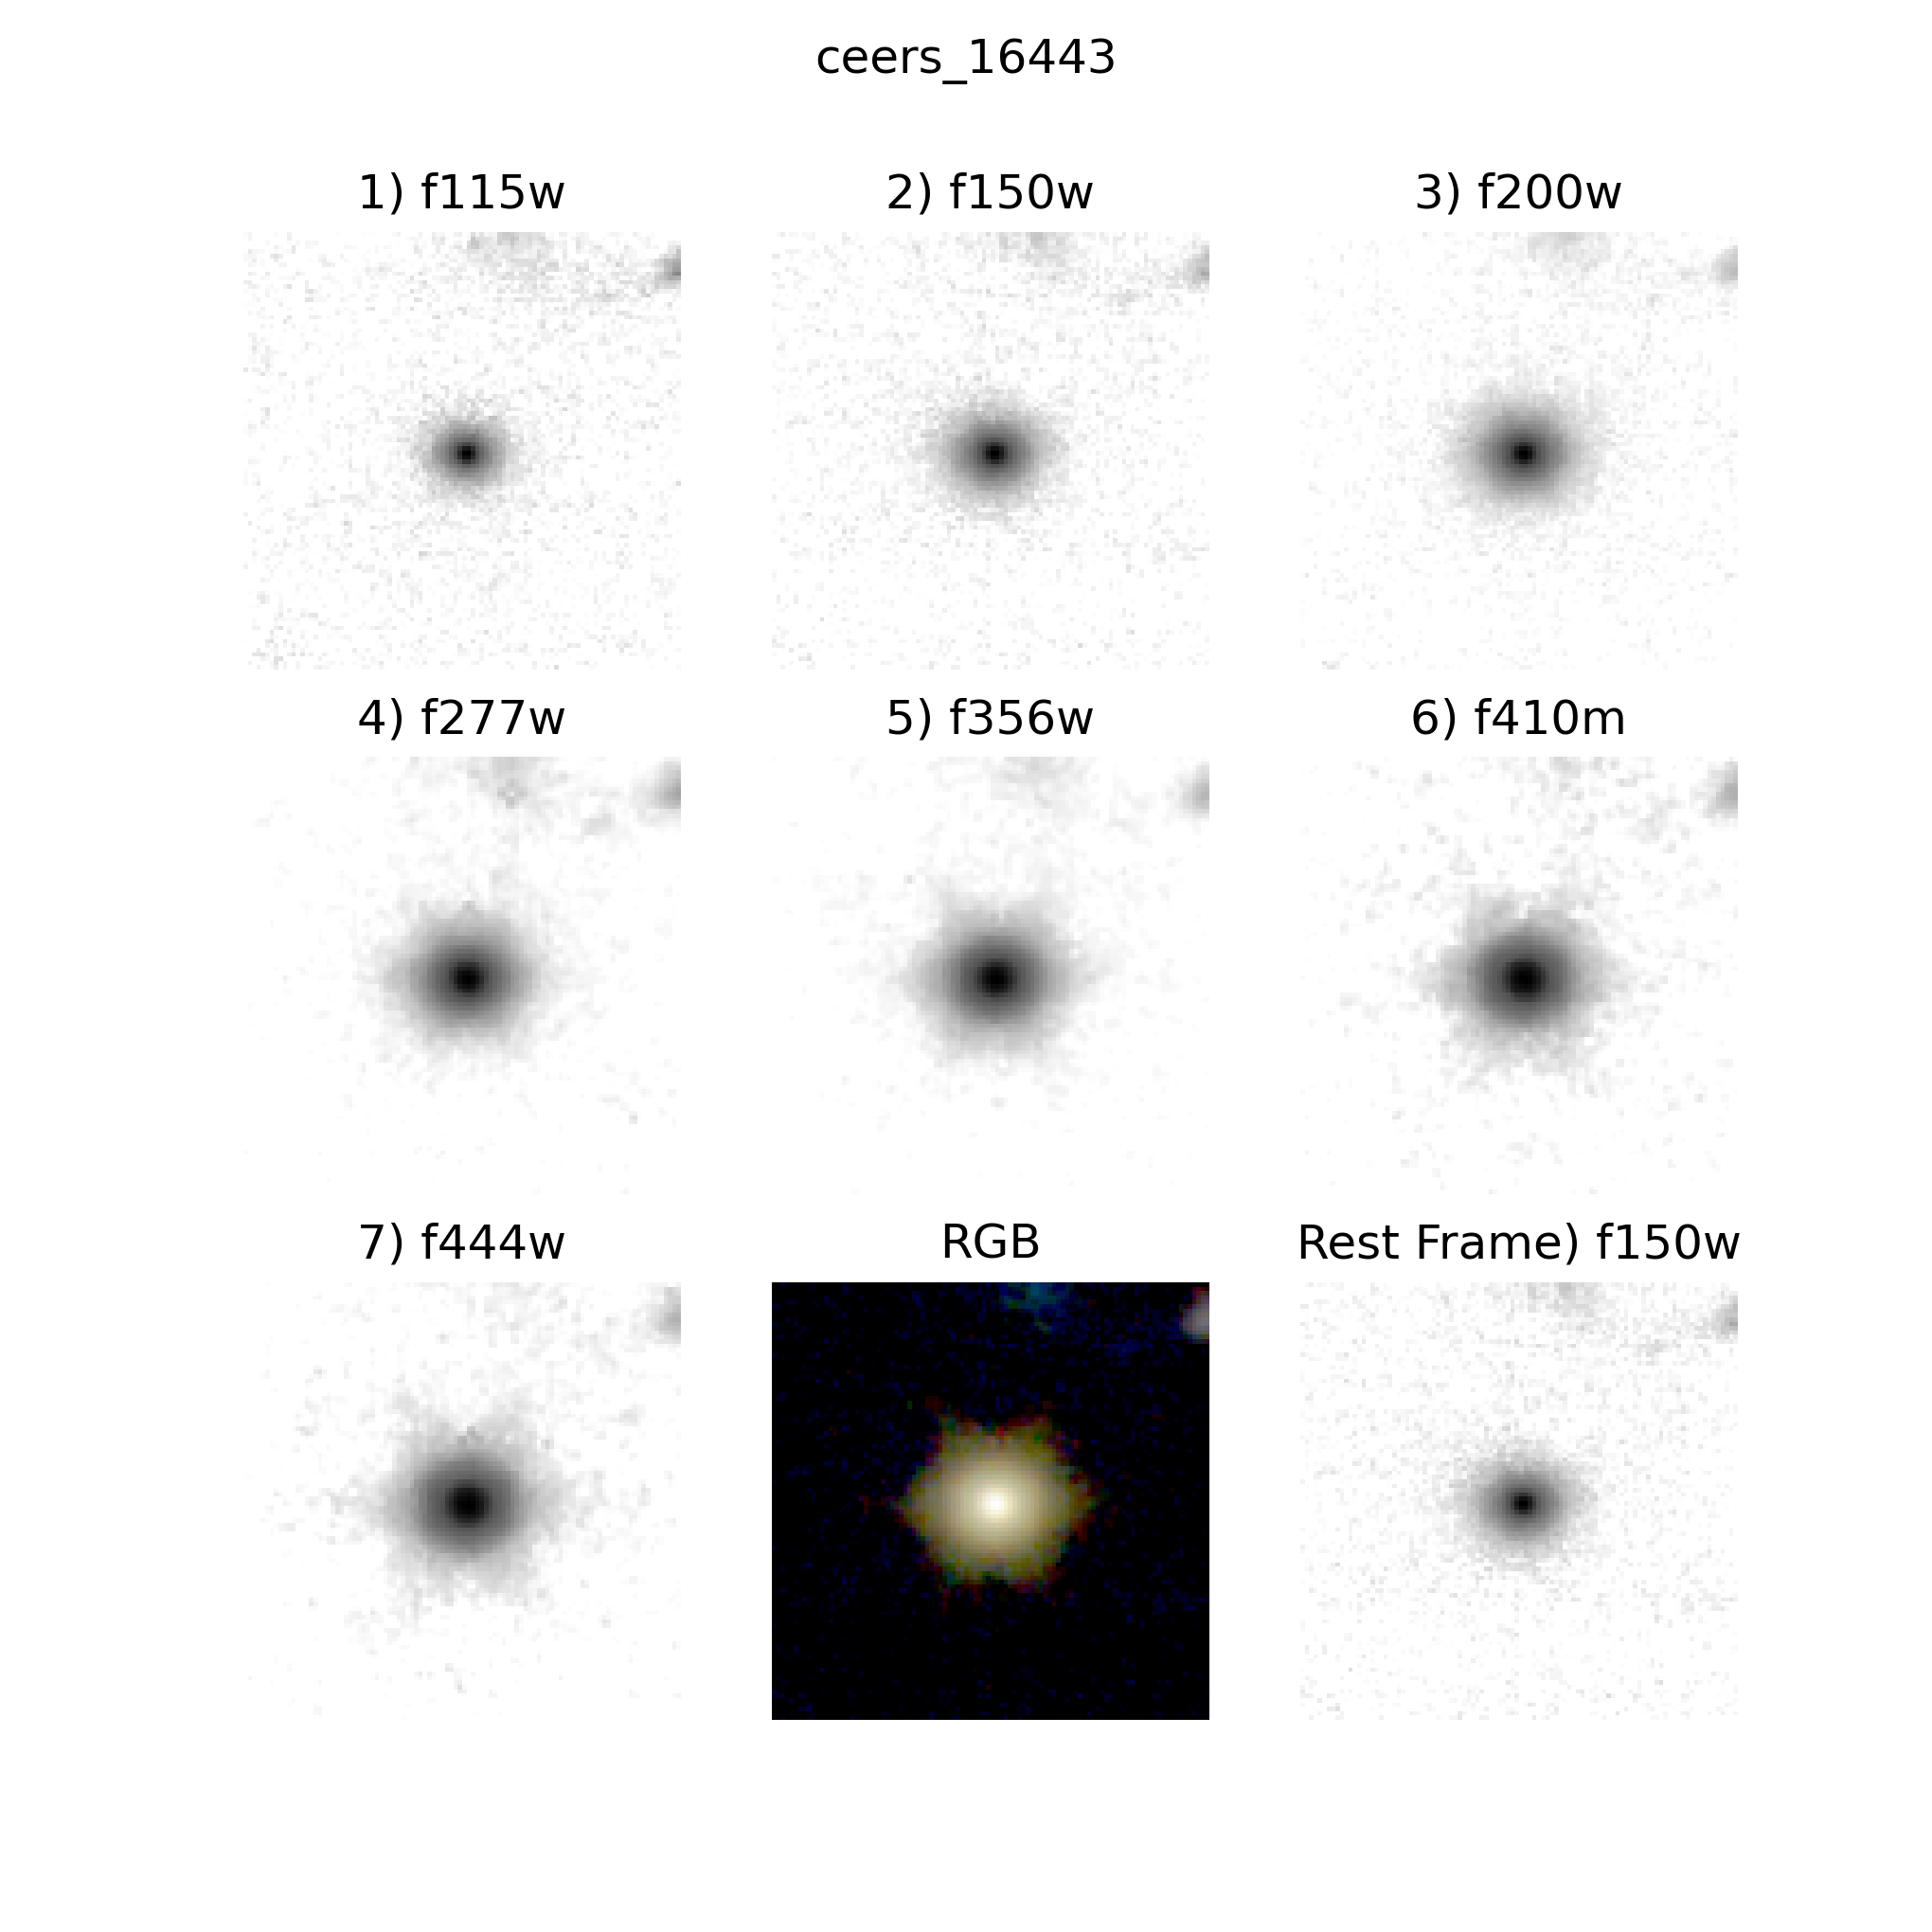 ceers_16443
1) f115w
2) f150w
3) f200w
4) f277w
5) f356w
6) f410m
7) f444w
RGB
Rest Frame) f150w